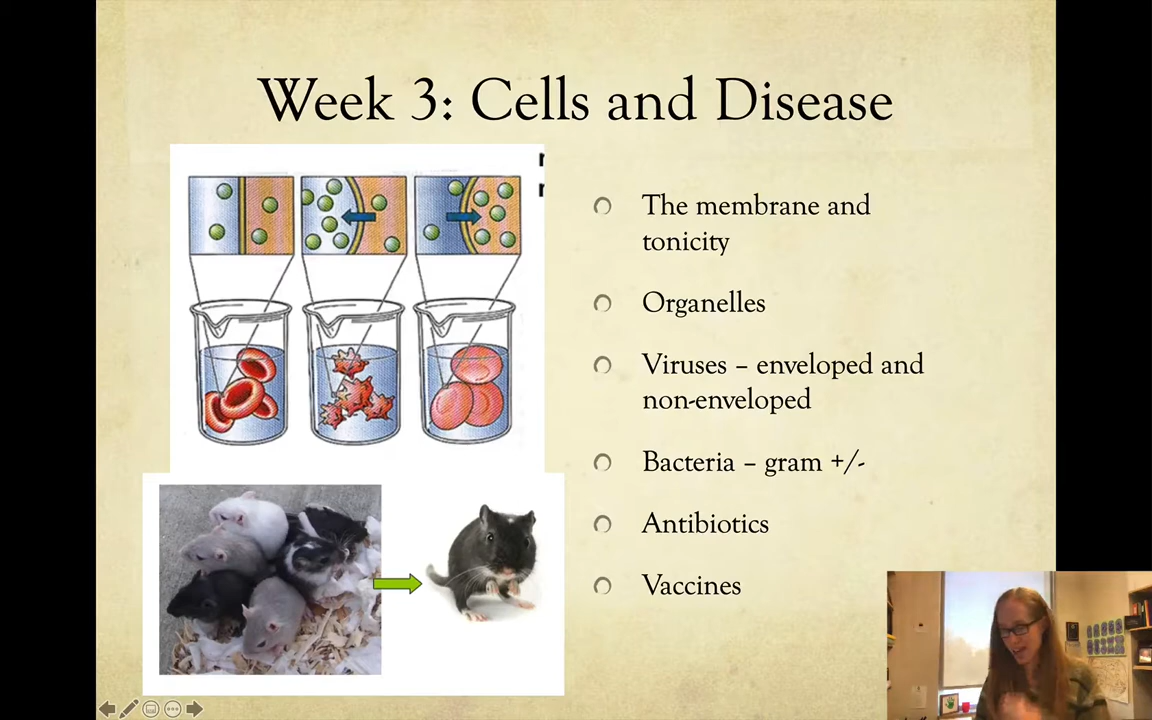 Week 3: Cells and Disease
The membrane and
tonicity
Organelles
Viruses – enveloped and
non-enveloped
Bacteria – gram +/-
Antibiotics
Vaccines